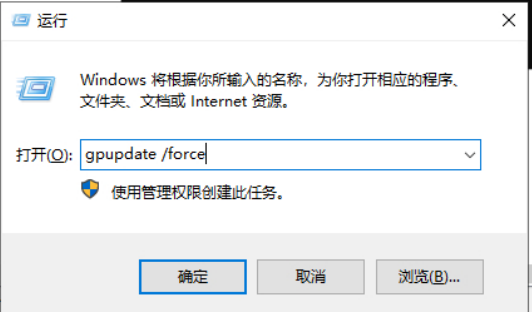 运行
Windows 将根据你所输入的名称，为你打开相应的程序、
文件夹、文档或 Internet 资源。
打开(O): gpupdate /force
使用管理权限创建此任务。
确定 取消 浏览(B)...